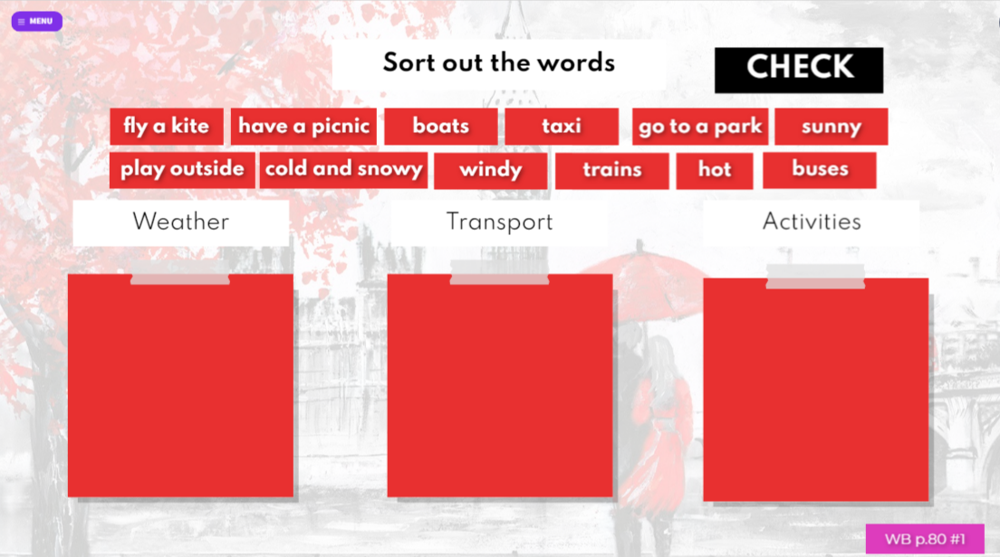 MENU
Sort out the words
CHECK
fly a kite have a picnic boats taxi go to a park sunny
play outside cold and snowy windy trains hot buses
Weather Transport Activities
WB p.80 #1